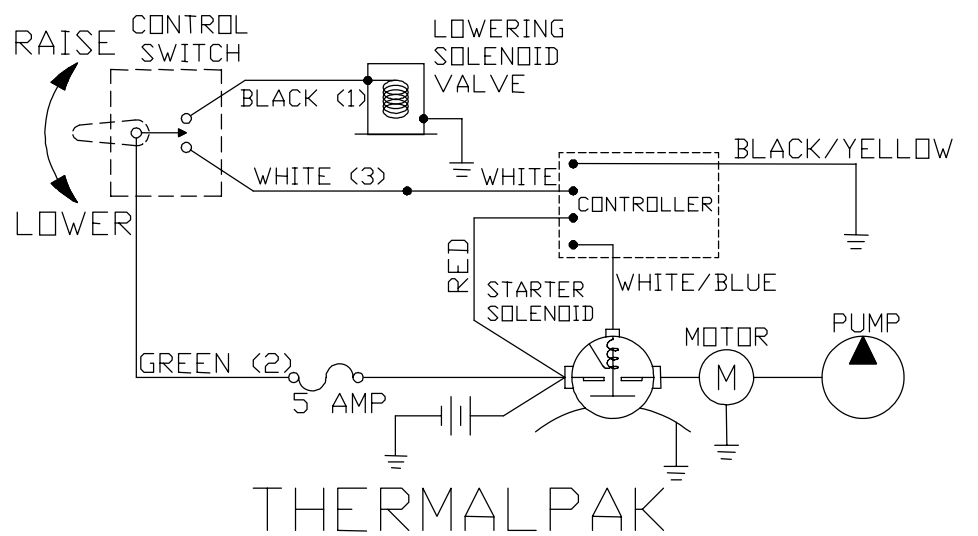 RAISE
CONTROL
SWITCH
LOWERING
SOLENOID
VALVE
BLACK (1)
WHITE (3)
WHITE
BLACK/YELLOW
CONTROLLER
LOWER
RED
WHITE/BLUE
STARTER
SOLENOID
MOTOR
PUMP
GREEN (2)
M
5 AMP
THERMALPAK